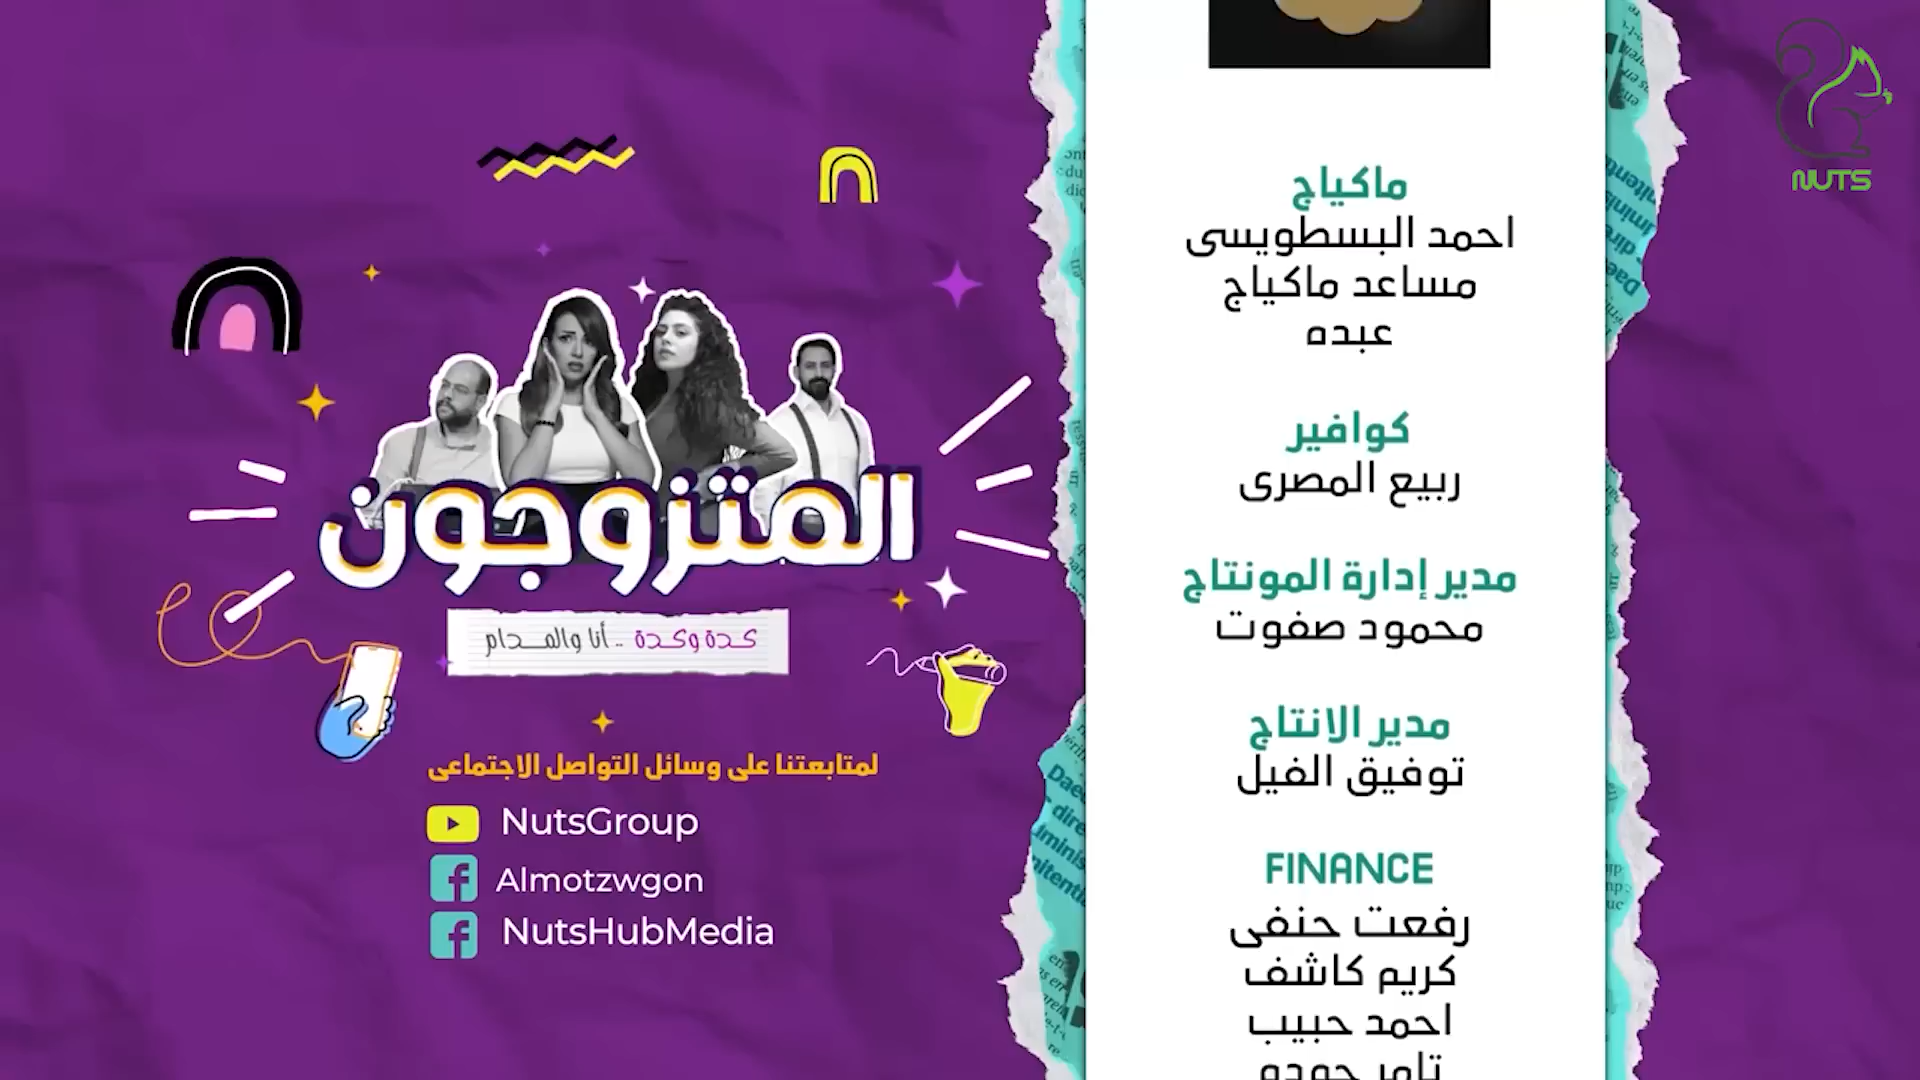 NUTS
المتزوجون
كدة وكدة .. أنا والمدام
لمتابعتنا على وسائل التواصل الاجتماعى
NutsGroup
Almotzwgon
NutsHubMedia
ماكياج
احمد البسطويسى
مساعد ماكياج
عبده
كوافير
ربيع المصرى
مدير إدارة المونتاج
محمود صفوت
مدير الانتاج
توفيق الفيل
FINANCE
رفعت حنفى
كريم كاشف
احمد حبيب